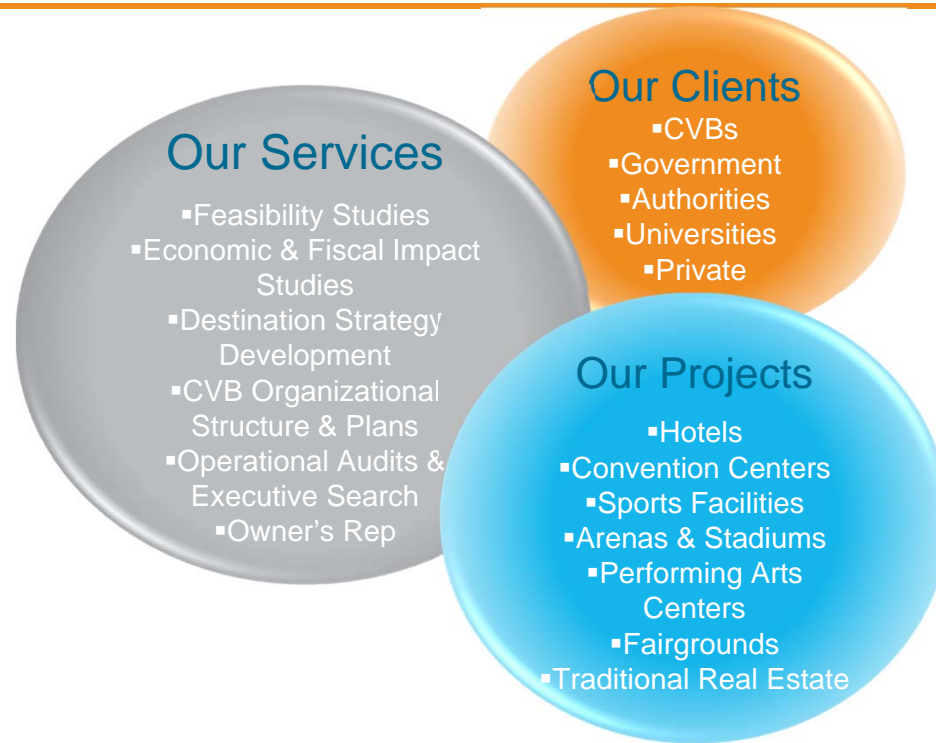 Our Services
▪Feasibility Studies
▪Economic & Fiscal Impact
Studies
▪Destination Strategy
Development
▪CVB Organizational
Structure & Plans
▪Operational Audits &
Executive Search
▪Owner’s Rep
Our Clients
▪CVBs
▪Government
▪Authorities
▪Universities
▪Private
Our Projects
▪Hotels
▪Convention Centers
▪Sports Facilities
▪Arenas & Stadiums
▪Performing Arts
Centers
▪Fairgrounds
▪Traditional Real Estate